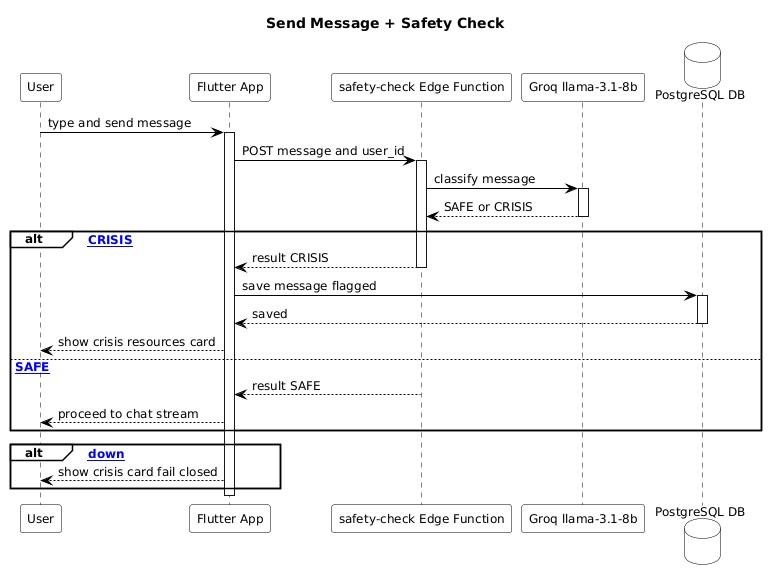 Send Message + Safety Check
User
Flutter App
safety-check Edge Function
Groq llama-3.1-8b
PostgreSQL DB
type and send message
POST message and user_id
classify message
SAFE or CRISIS
alt
CRISIS
result CRISIS
save message flagged
saved
show crisis resources card
SAFE
result SAFE
proceed to chat stream
alt
down
show crisis card fail closed
User
Flutter App
safety-check Edge Function
Groq llama-3.1-8b
PostgreSQL DB